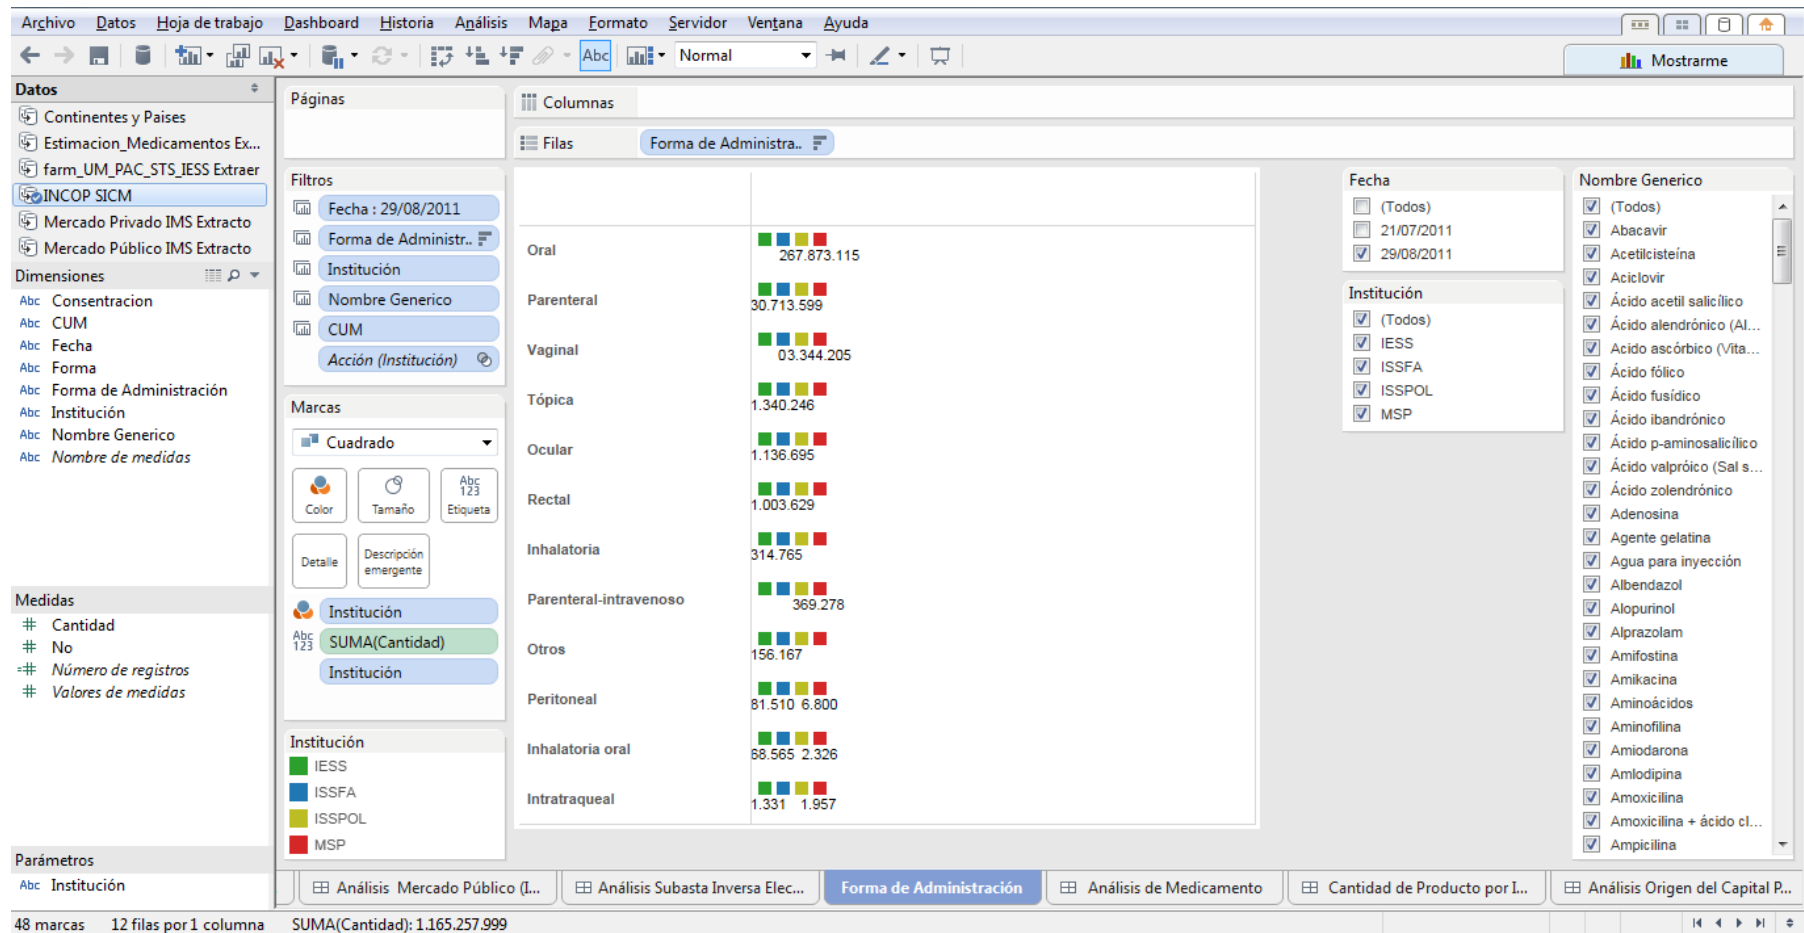 Archivo Datos Hoja de trabajo Dashboard Historia Análisis Mapa Formato Servidor Ventana Ayuda
Abc Normal Mostrarme
Datos
Continentes y Paises
Estimacion_Medicamentos Ex...
farm_UM_PAC_STS_IESS Extraer
INCOP SICM
Mercado Privado IMS Extracto
Mercado Público IMS Extracto
Dimensiones
Abc Consentracion
Abc CUM
Abc Fecha
Abc Forma
Abc Forma de Administración
Abc Institución
Abc Nombre Generico
Abc Nombre de medidas
Medidas
# Cantidad
# No
=# Número de registros
# Valores de medidas
Parámetros
Abc Institución
Páginas
Filtros
Fecha : 29/08/2011
Forma de Administr..
Institución
Nombre Generico
CUM
Acción (Institución)
Marcas
Cuadrado
Color
Tamaño
Abc
123
Etiqueta
Detalle
Descripción
emergente
Institución
Abc
123
SUMA(Cantidad)
Institución
Institución
IESS
ISSFA
ISSPOL
MSP
Columnas
Filas Forma de Administra..
Oral
267.873.115
Parenteral
30.713.599
Vaginal
03.344.205
Tópica
1.340.246
Ocular
1.136.695
Rectal
1.003.629
Inhalatoria
314.765
Parenteral-intravenoso
369.278
Otros
156.167
Peritoneal
81.510 6.800
Inhalatoria oral
68.565 2.326
Intratraqueal
1.331 1.957
Fecha
(Todos)
21/07/2011
29/08/2011
Institución
(Todos)
IESS
ISSFA
ISSPOL
MSP
Nombre Generico
(Todos)
Abacavir
Acetilcisteína
Aciclovir
Ácido acetil salicílico
Ácido alendrónico (Al...
Acido ascórbico (Vita...
Ácido fólico
Ácido fusídico
Ácido ibandrónico
Ácido p-aminosalicílico
Ácido valpróico (Sal s...
Ácido zolendrónico
Adenosina
Agente gelatina
Agua para inyección
Albendazol
Alopurinol
Alprazolam
Amifostina
Amikacina
Aminoácidos
Aminofilina
Amiodarona
Amlodipina
Amoxicilina
Amoxicilina + ácido cl...
Ampicilina
Análisis Mercado Público (I...
Análisis Subasta Inversa Elec...
Forma de Administración
Análisis de Medicamento
Cantidad de Producto por I...
Análisis Origen del Capital P...
48 marcas 12 filas por 1 columna SUMA(Cantidad): 1.165.257.999